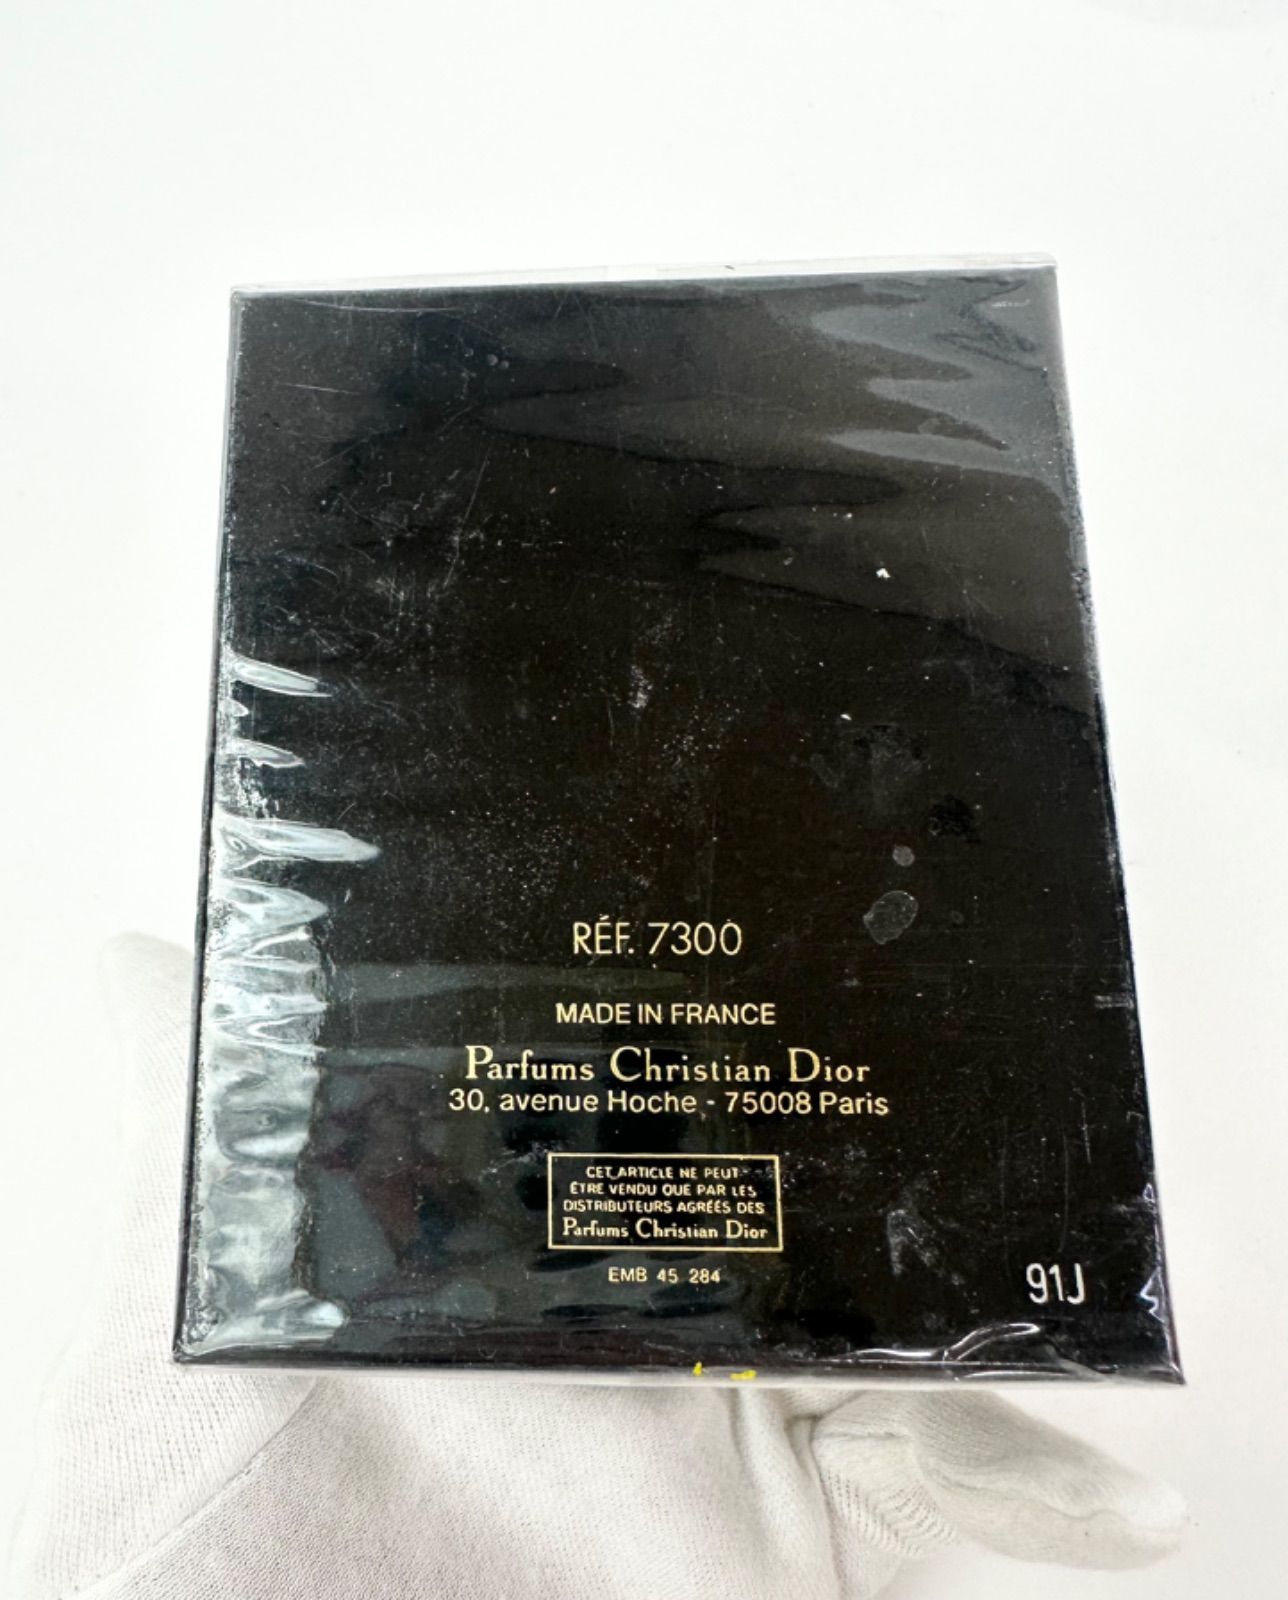 RÉF. 7300
MADE IN FRANCE
Parfums Christian Dior
30, avenue Hoche - 75008 Paris
CET ARTICLE NE PEUT-
ÊTRE VENDU QUE PAR LES
DISTRIBUTEURS AGRÉÉS DES
Parfums Christian Dior
EMB 45 284
91J